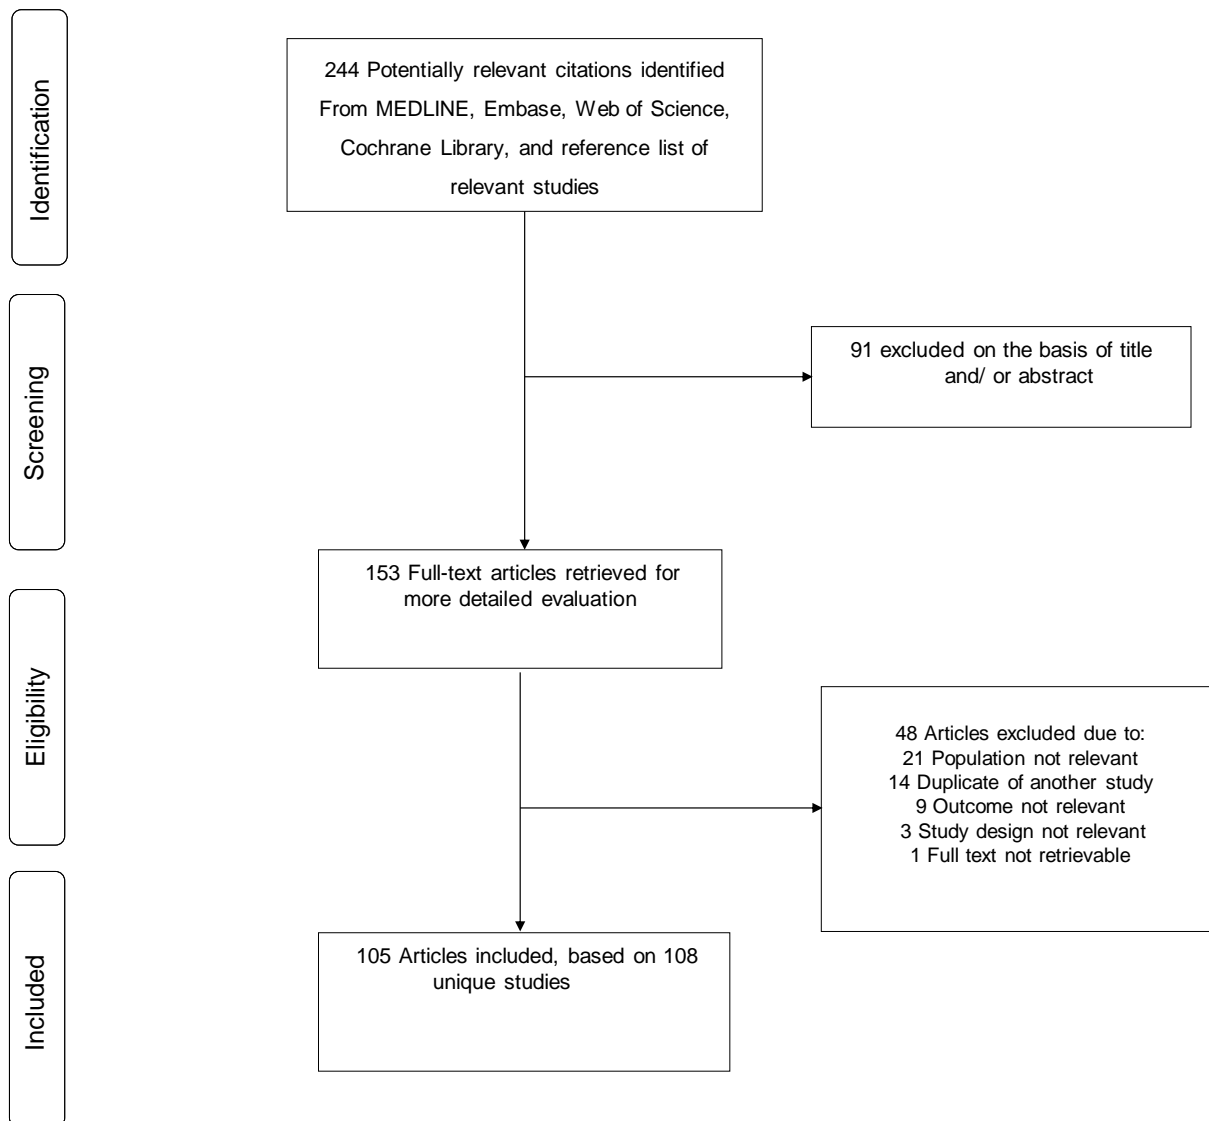 Identification
244 Potentially relevant citations identified
From MEDLINE, Embase, Web of Science,
Cochrane Library, and reference list of
relevant studies
Screening
91 excluded on the basis of title
and/ or abstract
153 Full-text articles retrieved for
more detailed evaluation
Eligibility
48 Articles excluded due to:
21 Population not relevant
14 Duplicate of another study
9 Outcome not relevant
3 Study design not relevant
1 Full text not retrievable
Included
105 Articles included, based on 108
unique studies